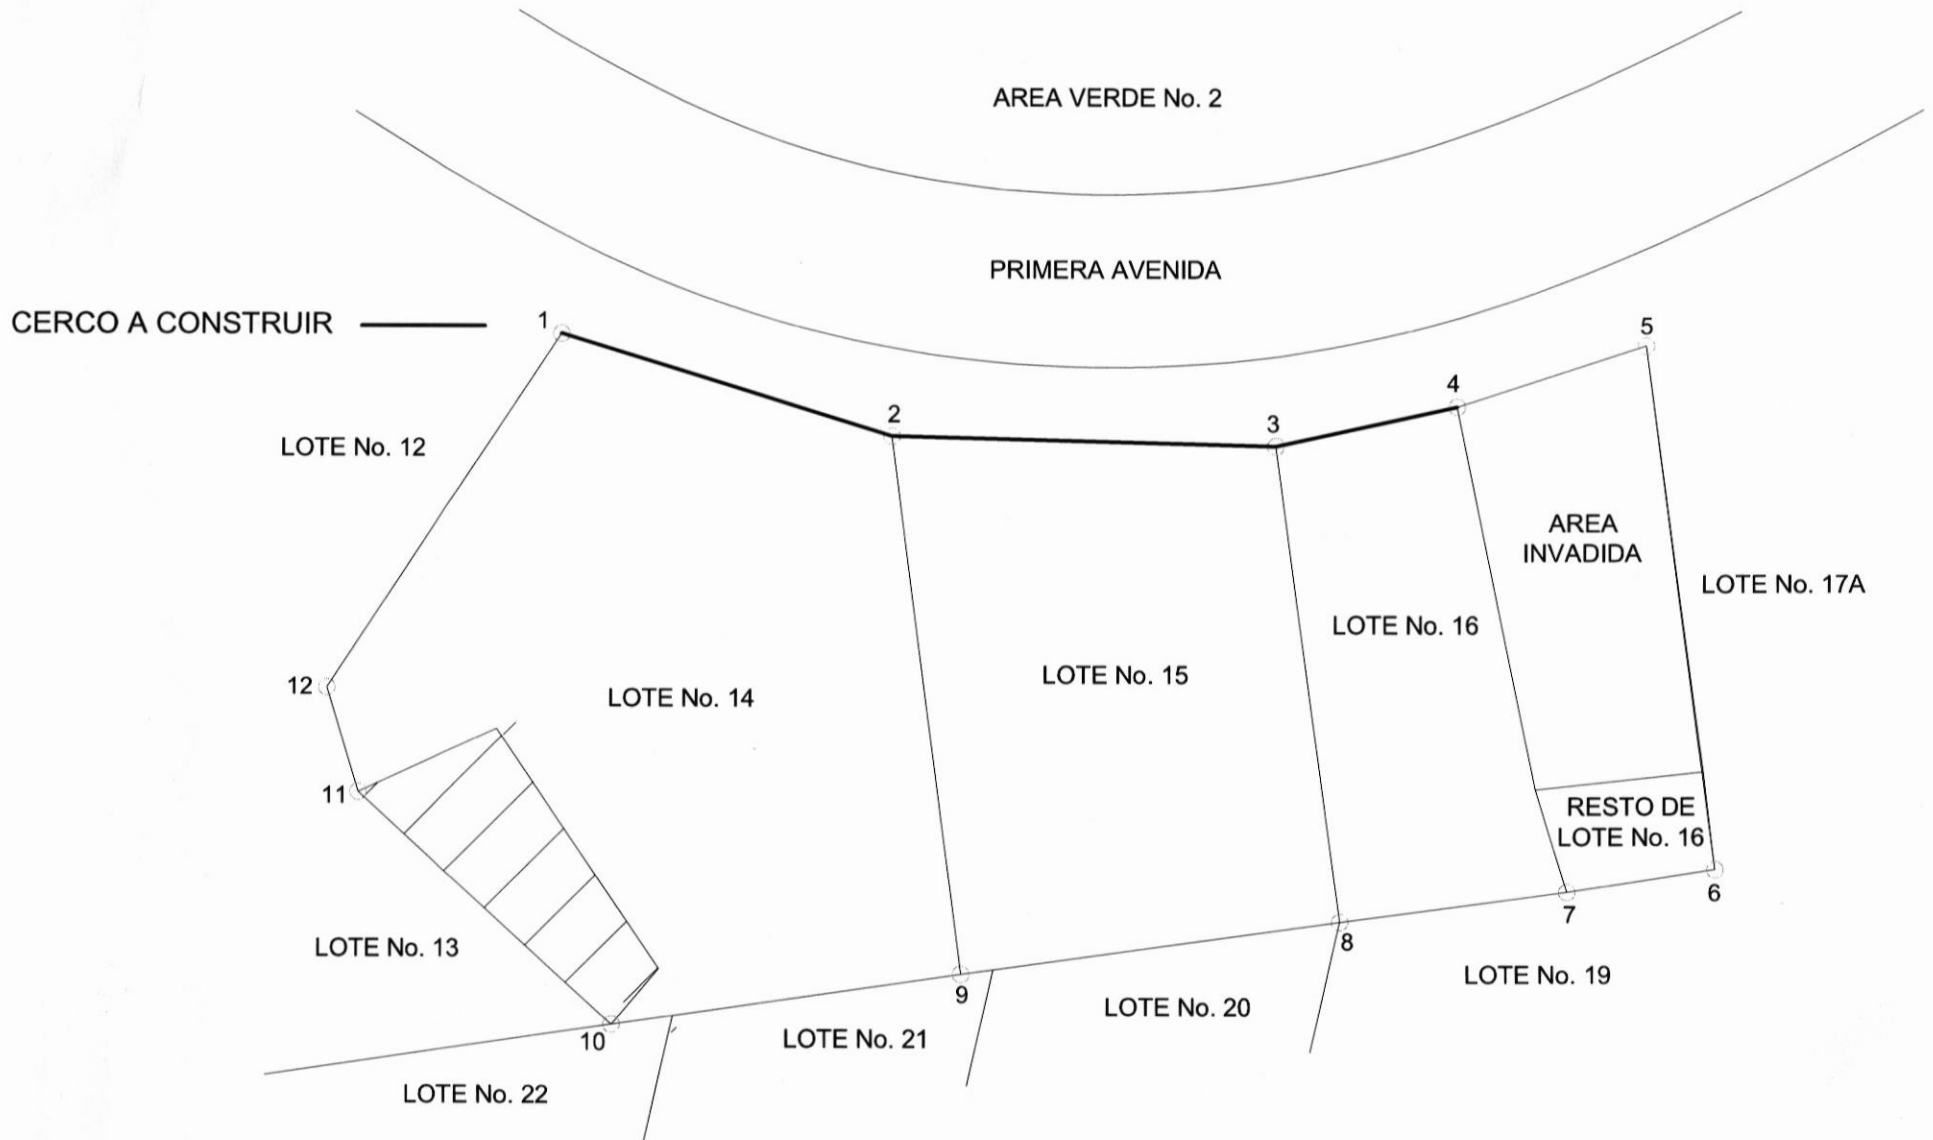 AREA VERDE No. 2
PRIMERA AVENIDA
CERCO A CONSTRUIR
1
5
4
2
3
LOTE No. 12
AREA
INVADIDA
LOTE No. 17A
LOTE No. 16
LOTE No. 15
12
LOTE No. 14
11
RESTO DE
LOTE No. 16
6
7
8
LOTE No. 13
LOTE No. 19
9
LOTE No. 20
10
LOTE No. 21
LOTE No. 22